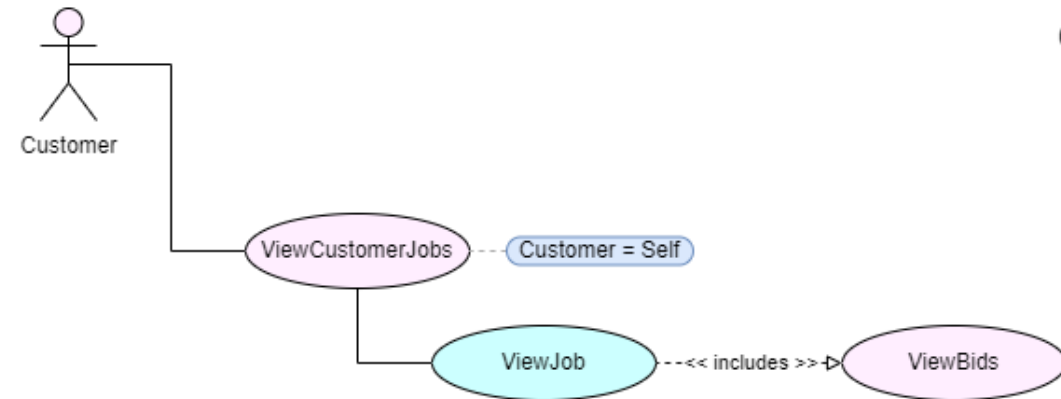 Customer
ViewCustomerJobs
Customer = Self
ViewJob
<< includes >>
ViewBids